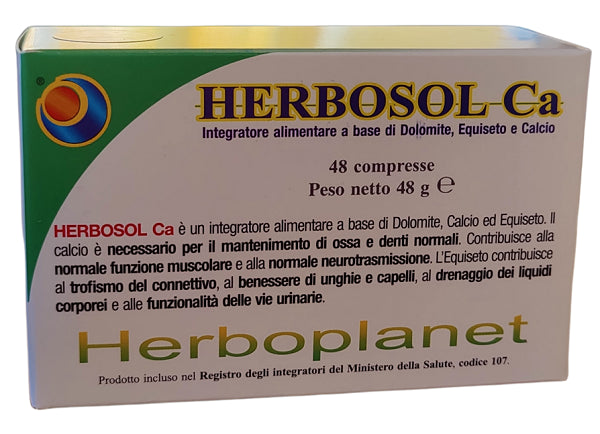 ®
HERBOSOL-Ca
Integratore alimentare a base di Dolomite, Equiseto e Calcio
48 compresse
Peso netto 48 g ℮
HERBOSOL Ca è un integratore alimentare a base di Dolomite, Calcio ed Equiseto. Il
calcio è necessario per il mantenimento di ossa e denti normali. Contribuisce alla
normale funzione muscolare e alla normale neurotrasmissione. L'Equiseto contribuisce
al trofismo del connettivo, al benessere di unghie e capelli, al drenaggio dei liquidi
corporei e alle funzionalità delle vie urinarie.
Herboplanet
Prodotto incluso nel Registro degli integratori del Ministero della Salute, codice 107.